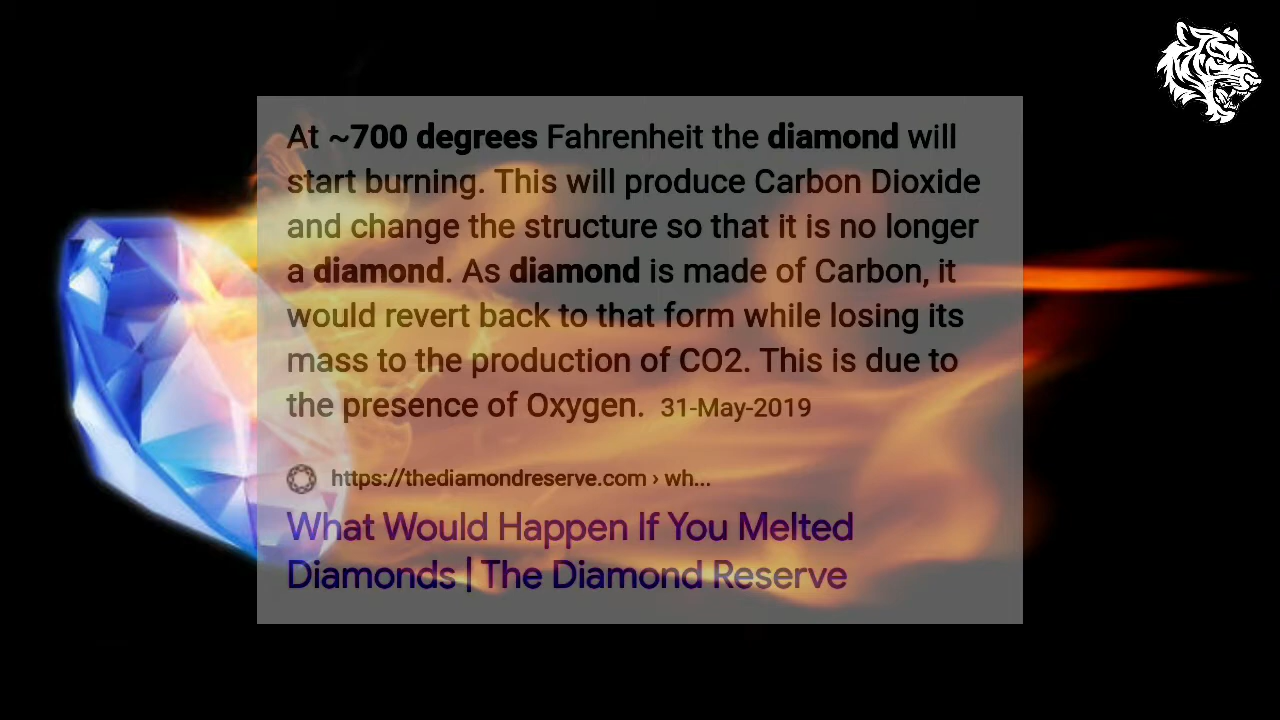 At ~700 degrees Fahrenheit the diamond will
start burning. This will produce Carbon Dioxide
and change the structure so that it is no longer
a diamond. As diamond is made of Carbon, it
would revert back to that form while losing its
mass to the production of CO2. This is due to
the presence of Oxygen. 31-May-2019
https://thediamondreserve.com › wh...
What Would Happen If You Melted
Diamonds | The Diamond Reserve